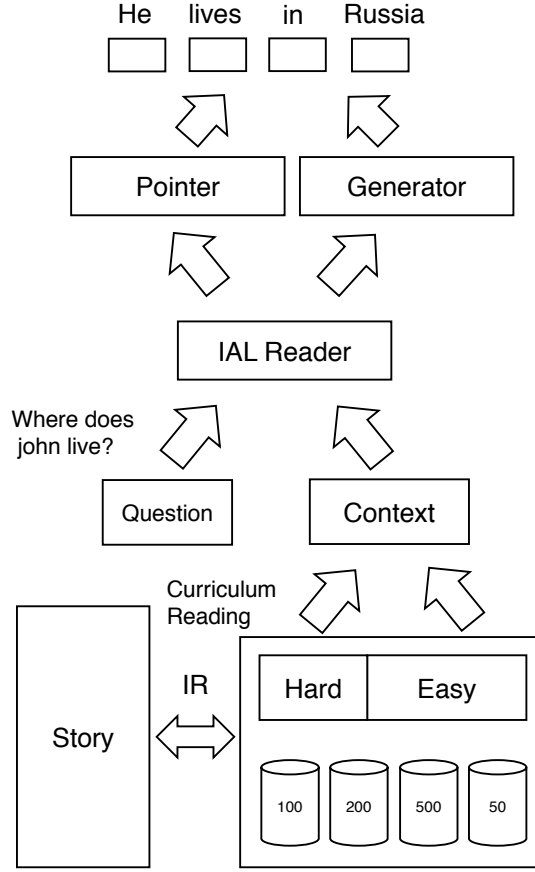 He lives in Russia
Pointer
Generator
IAL Reader
Where does
john live?
Question
Context
Curriculum
Reading
Story
IR
Hard
Easy
100
200
500
50